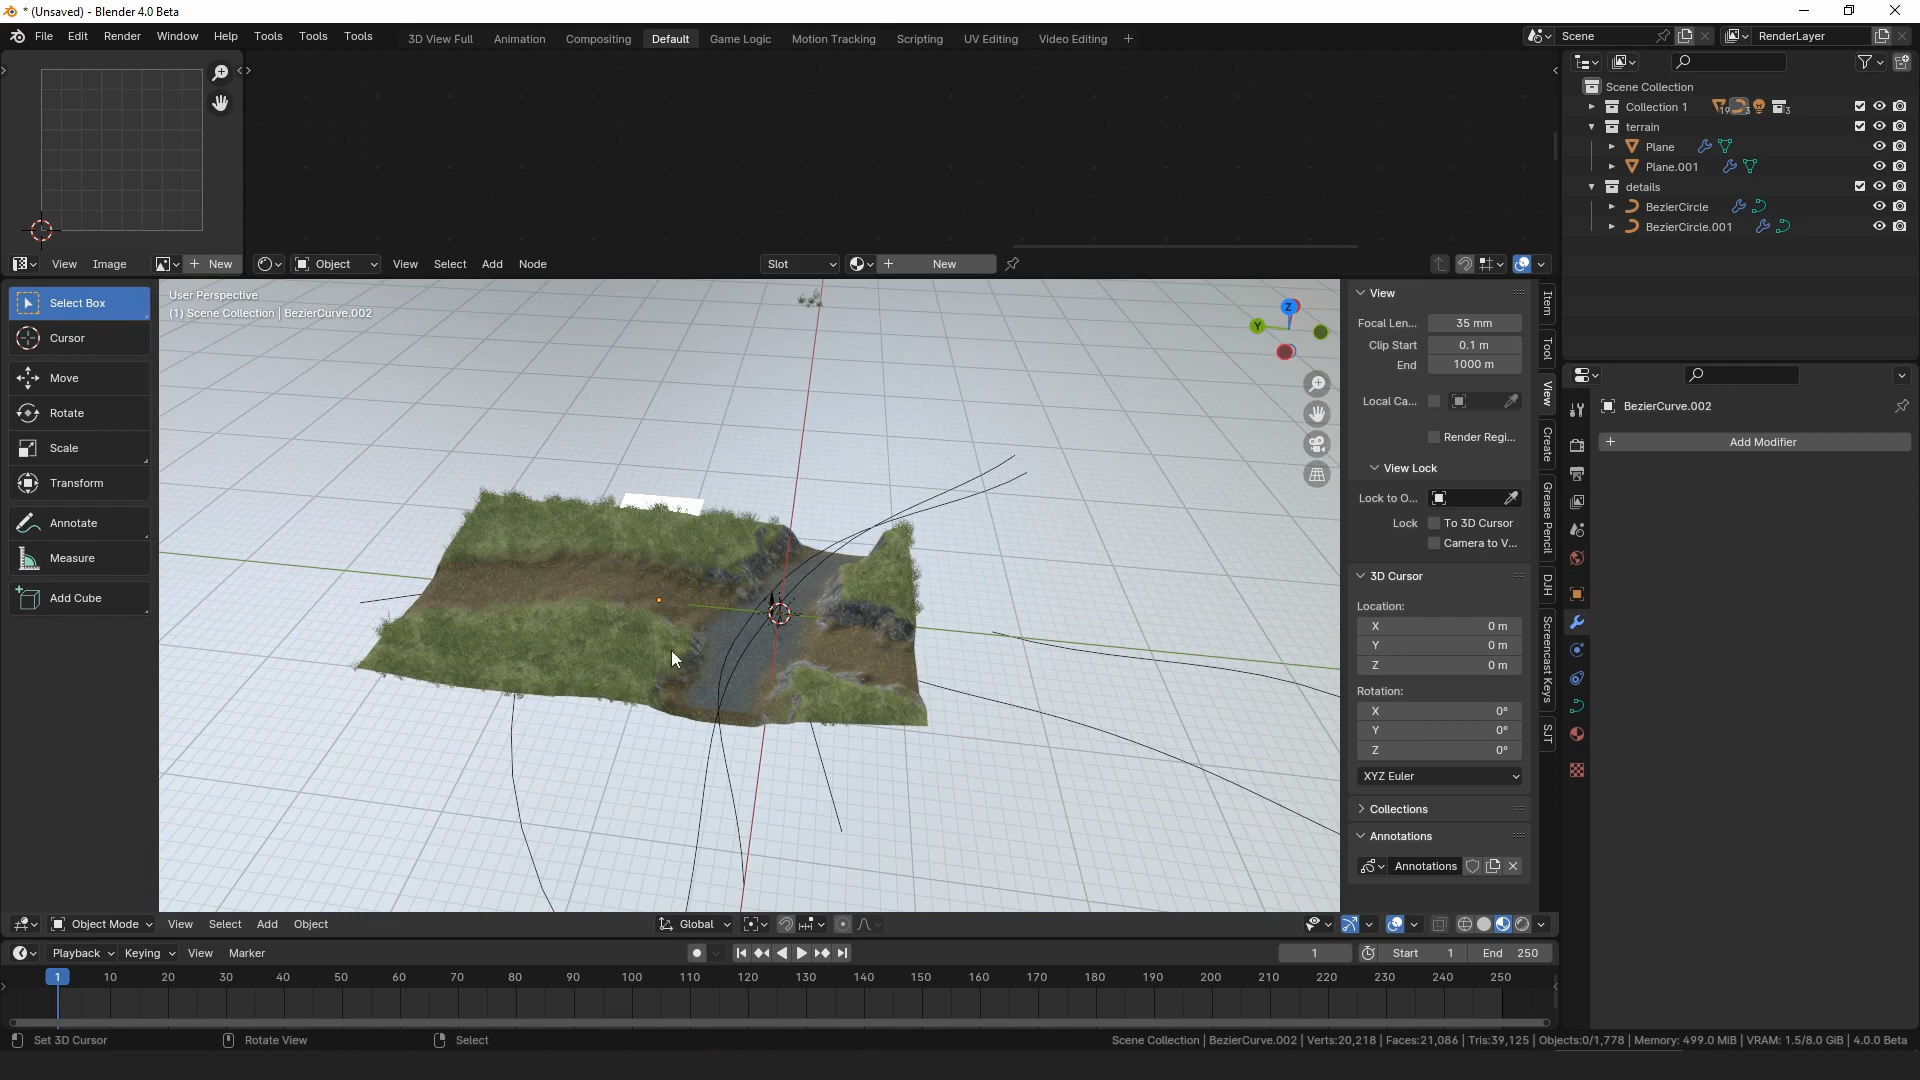 * (Unsaved) - Blender 4.0 Beta
File Edit Render Window Help Tools Tools Tools
3D View Full Animation Compositing Default Game Logic Motion Tracking Scripting UV Editing Video Editing
Scene RenderLayer
Scene Collection
Collection 1 19 3 3
terrain
Plane
Plane.001
details
BezierCircle
BezierCircle.001
View Image New
Object View Select Add Node Slot New
Select Box
Cursor
Move
Rotate
Scale
Transform
Annotate
Measure
Add Cube
User Perspective
(1) Scene Collection | BezierCurve.002
Z
Y
View
Focal Len... 35 mm
Clip Start 0.1 m
End 1000 m
Local Ca...
Render Regi...
View Lock
Lock to O...
Lock To 3D Cursor
Camera to V...
3D Cursor
Location:
X 0 m
Y 0 m
Z 0 m
Rotation:
X 0°
Y 0°
Z 0°
XYZ Euler
Collections
Annotations
Annotations
Item
Tool
View
Create
Grease Pencil
DJH
Screencast Keys
SJT
BezierCurve.002
Add Modifier
Object Mode View Select Add Object Global
Playback Keying View Marker 1 Start 1 End 250
1 10 20 30 40 50 60 70 80 90 100 110 120 130 140 150 160 170 180 190 200 210 220 230 240 250
Set 3D Cursor Rotate View Select
Scene Collection | BezierCurve.002 | Verts:20,218 | Faces:21,086 | Tris:39,125 | Objects:0/1,778 | Memory: 499.0 MiB | VRAM: 1.5/8.0 GiB | 4.0.0 Beta